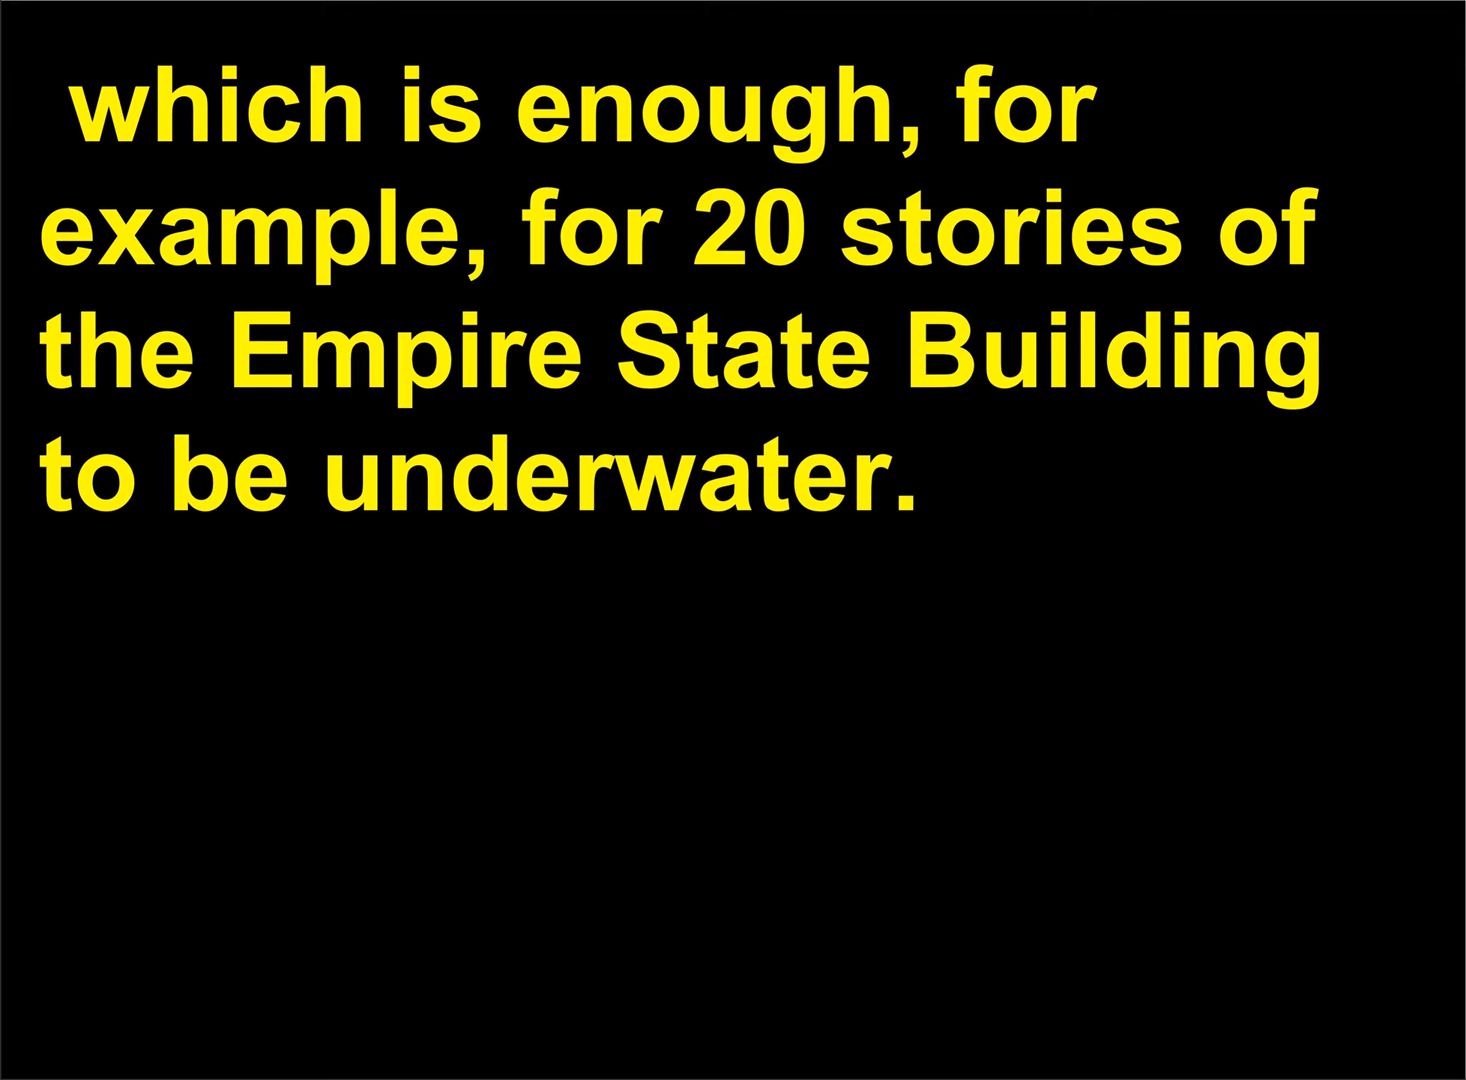 which is enough, for
example, for 20 stories of
the Empire State Building
to be underwater.